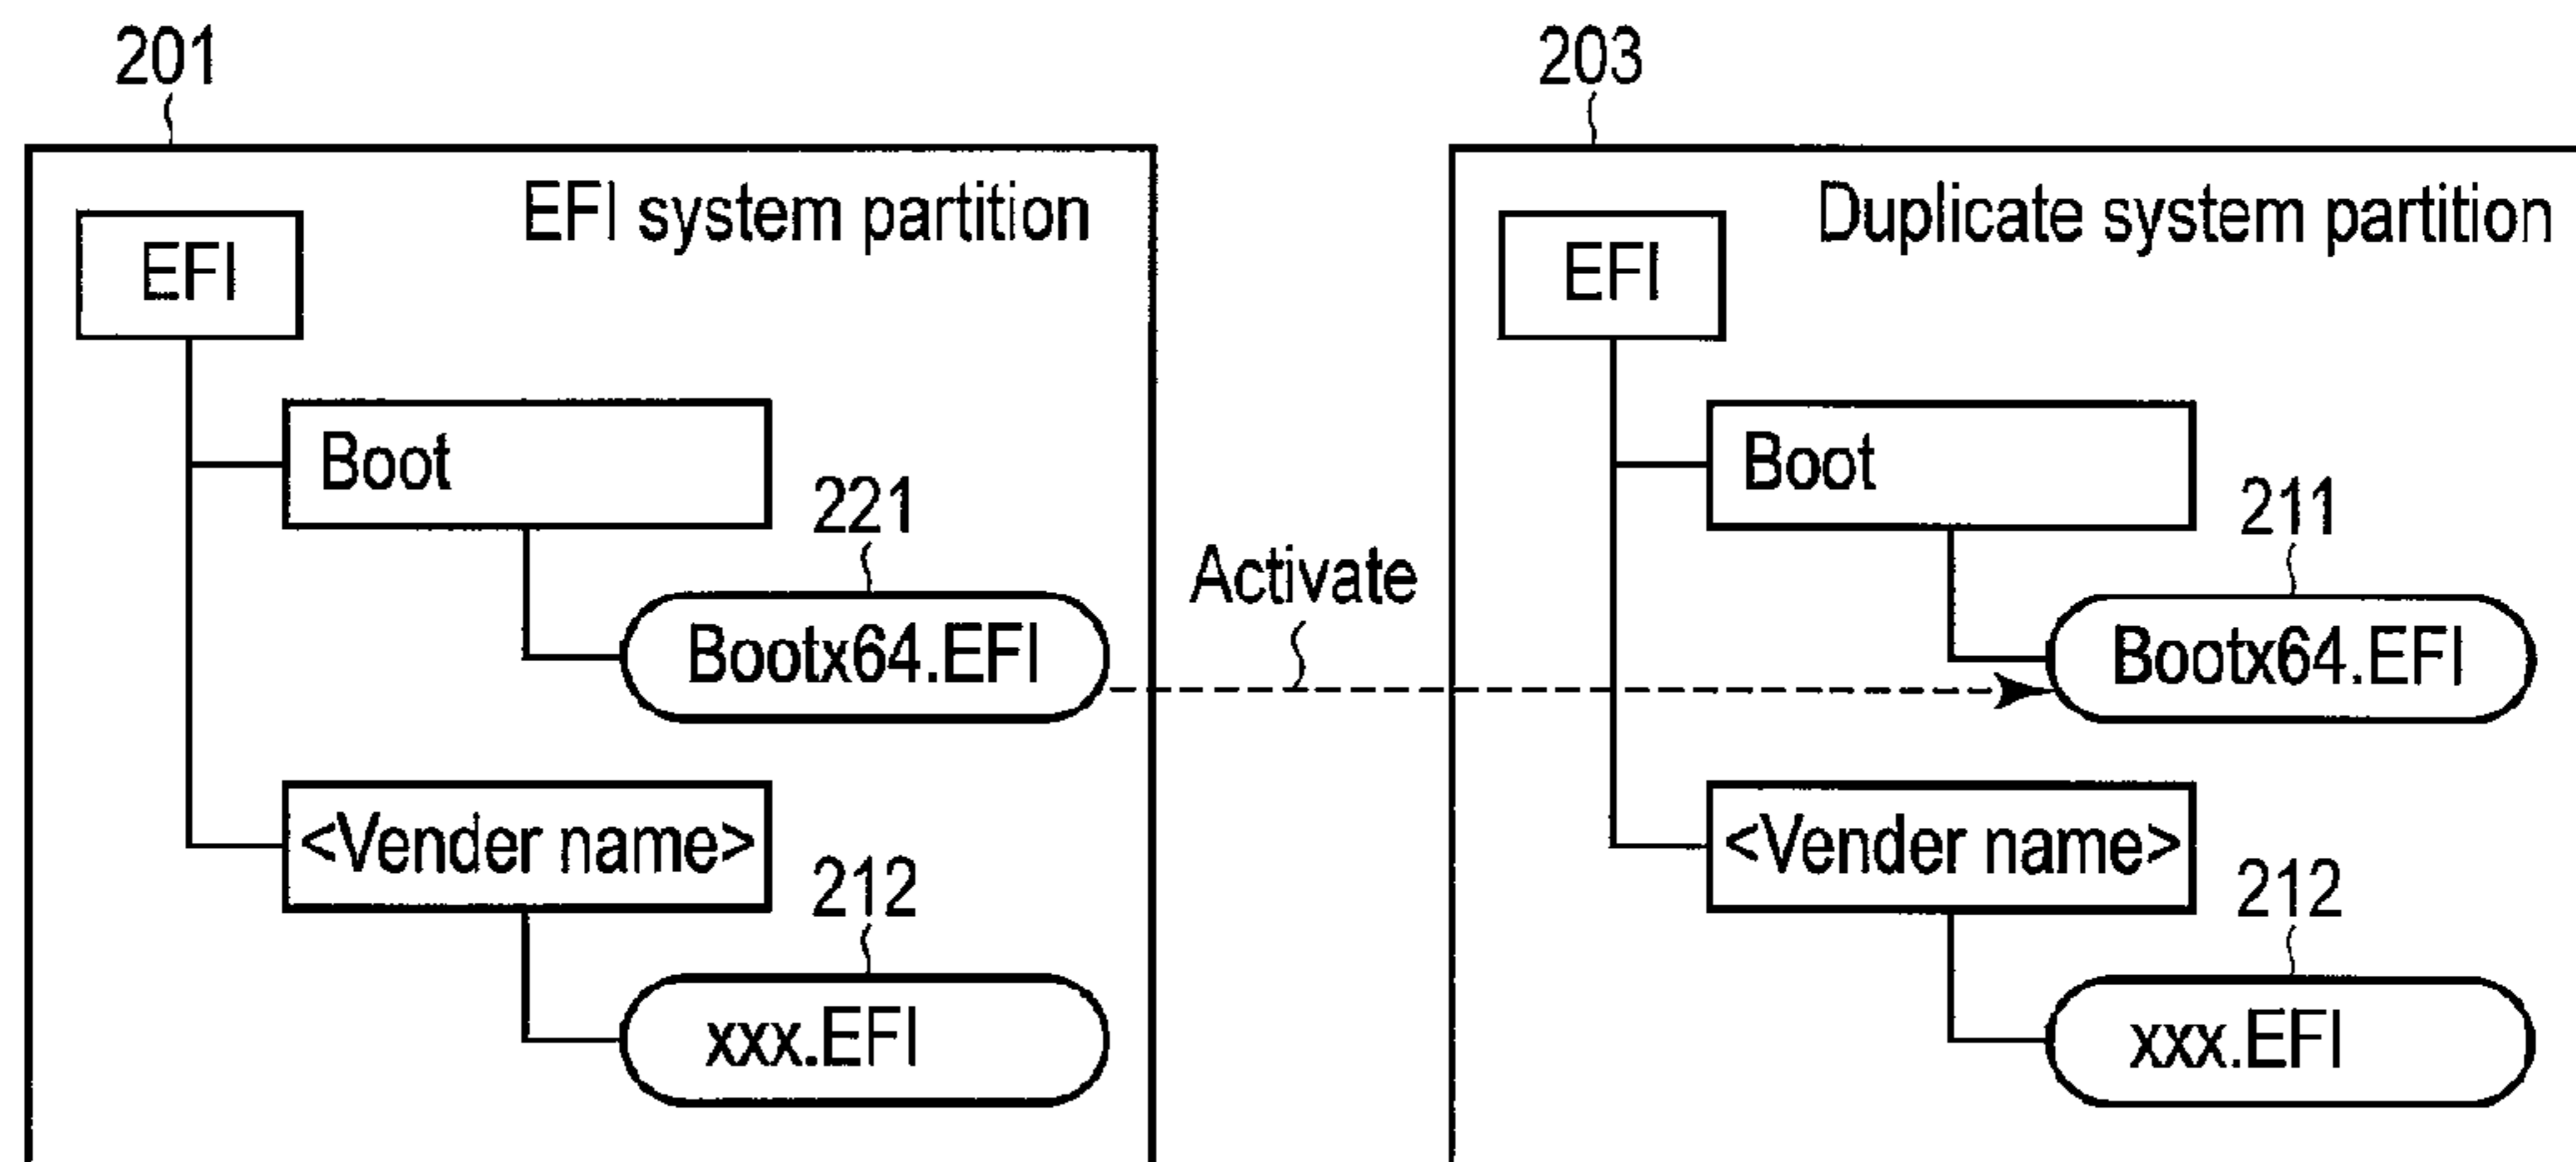 201
EFI system partition
EFI
Boot
221
Bootx64.EFI
<Vender name>
212
xxx.EFI
Activate
203
Duplicate system partition
EFI
Boot
211
Bootx64.EFI
<Vender name>
212
xxx.EFI